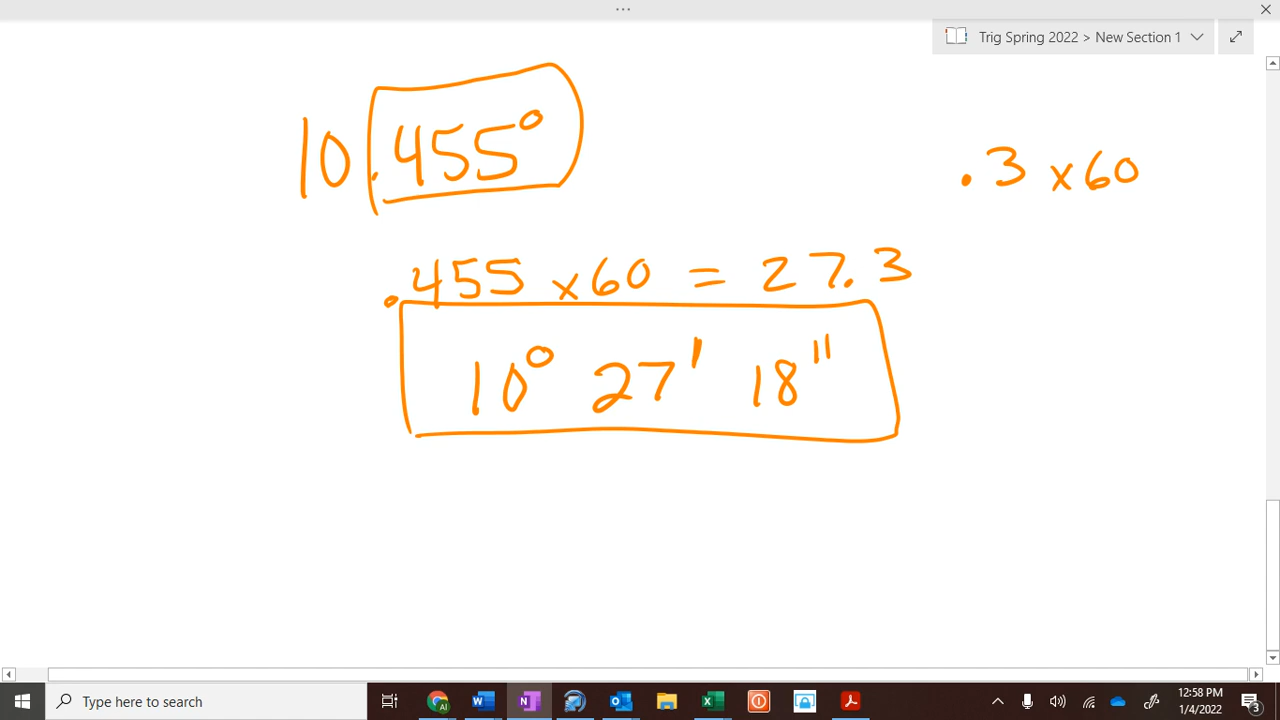 ...
Trig Spring 2022 > New Section 1
10.455°
.3 x 60
.455 x 60 = 27.3
10° 27' 18"
Type here to search
12:58 PM
1/4/2022
3